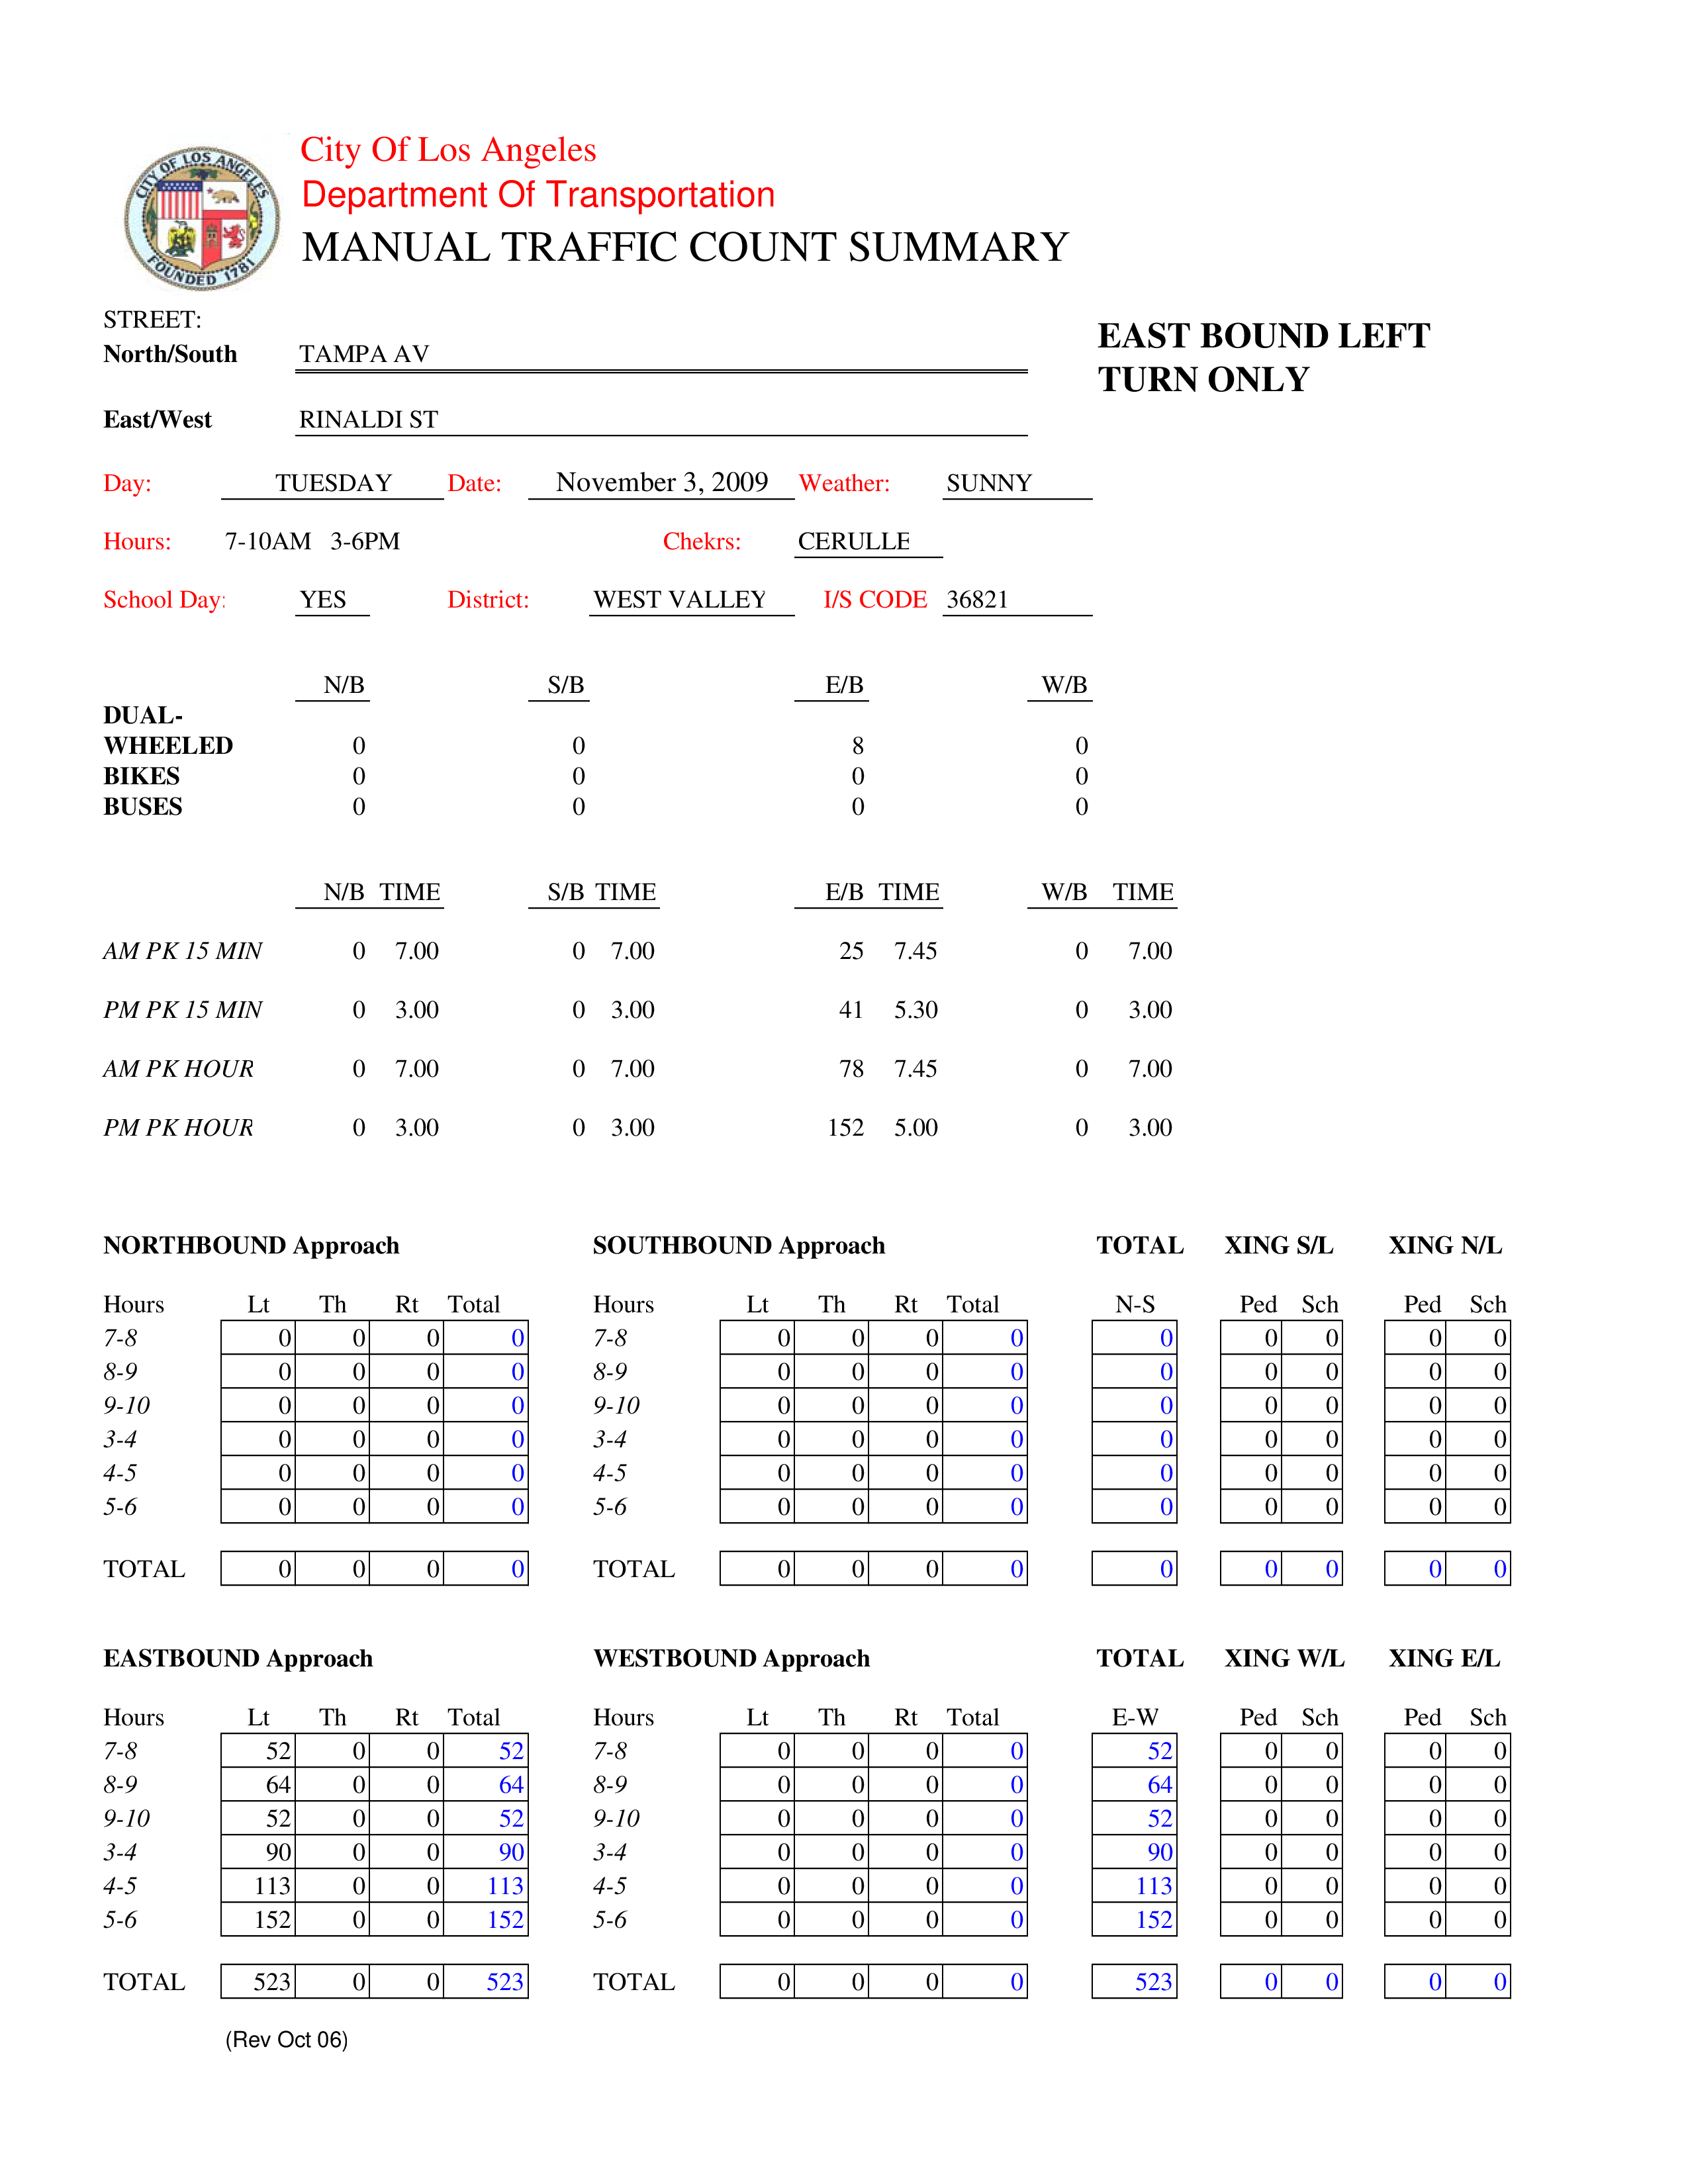 CITY OF LOS ANGELES
FOUNDED 1781
City Of Los Angeles
Department Of Transportation
MANUAL TRAFFIC COUNT SUMMARY
STREET:
North/South TAMPA AV
EAST BOUND LEFT
TURN ONLY
East/West RINALDI ST
Day: TUESDAY Date: November 3, 2009 Weather: SUNNY
Hours: 7-10AM 3-6PM Chekrs: CERULLE
School Day: YES District: WEST VALLEY I/S CODE 36821
N/B S/B E/B W/B
DUAL-
WHEELED 0 0 8 0
BIKES 0 0 0 0
BUSES 0 0 0 0
N/B TIME S/B TIME E/B TIME W/B TIME
AM PK 15 MIN 0 7.00 0 7.00 25 7.45 0 7.00
PM PK 15 MIN 0 3.00 0 3.00 41 5.30 0 3.00
AM PK HOUR 0 7.00 0 7.00 78 7.45 0 7.00
PM PK HOUR 0 3.00 0 3.00 152 5.00 0 3.00
NORTHBOUND Approach SOUTHBOUND Approach TOTAL XING S/L XING N/L
Hours Lt Th Rt Total Hours Lt Th Rt Total N-S Ped Sch Ped Sch
7-8 0 0 0 0 7-8 0 0 0 0 0 0 0 0 0
8-9 0 0 0 0 8-9 0 0 0 0 0 0 0 0 0
9-10 0 0 0 0 9-10 0 0 0 0 0 0 0 0 0
3-4 0 0 0 0 3-4 0 0 0 0 0 0 0 0 0
4-5 0 0 0 0 4-5 0 0 0 0 0 0 0 0 0
5-6 0 0 0 0 5-6 0 0 0 0 0 0 0 0 0
TOTAL 0 0 0 0 TOTAL 0 0 0 0 0 0 0 0 0
EASTBOUND Approach WESTBOUND Approach TOTAL XING W/L XING E/L
Hours Lt Th Rt Total Hours Lt Th Rt Total E-W Ped Sch Ped Sch
7-8 52 0 0 52 7-8 0 0 0 0 52 0 0 0 0
8-9 64 0 0 64 8-9 0 0 0 0 64 0 0 0 0
9-10 52 0 0 52 9-10 0 0 0 0 52 0 0 0 0
3-4 90 0 0 90 3-4 0 0 0 0 90 0 0 0 0
4-5 113 0 0 113 4-5 0 0 0 0 113 0 0 0 0
5-6 152 0 0 152 5-6 0 0 0 0 152 0 0 0 0
TOTAL 523 0 0 523 TOTAL 0 0 0 0 523 0 0 0 0
(Rev Oct 06)